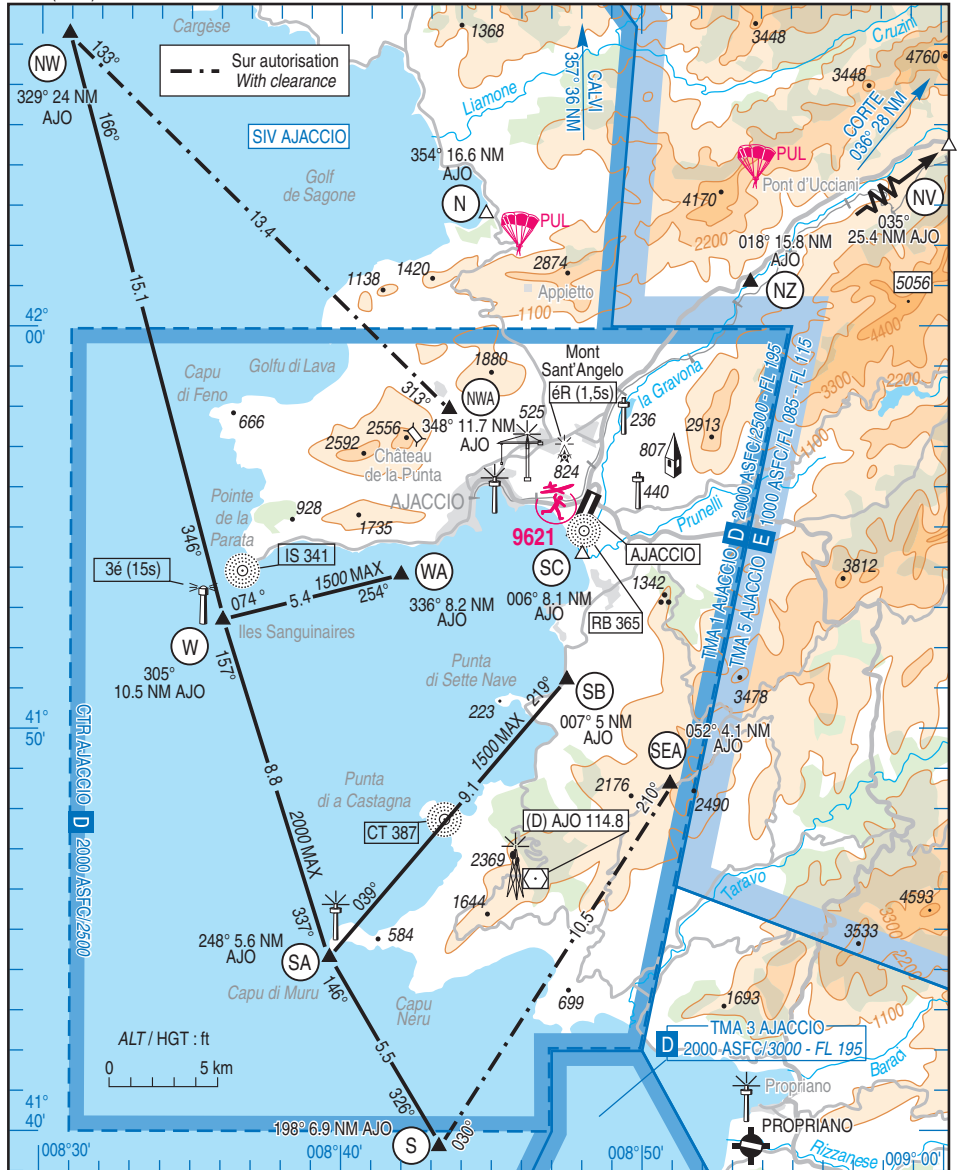 Cargèse
1368
3448
Cruzini
4760
NW
133°
Sur autorisation
With clearance
Liamone
357° 36 NM
CALVI
3448
CORTE
036° 28 NM
329° 24 NM
AJO
166°
SIV AJACCIO
354° 16.6 NM
AJO
PUL
Pont d'Ucciani
Golf
de Sagone
N
PUL
4170
2200
NV
035°
25.4 NM AJO
13.4
018° 15.8 NM
AJO
15.1
1138
1420
2874
Appietto
1100
NZ
5056
42°
00'
42°
00'
4400
Capu
di Feno
Golfu di Lava
1880
Mont
Sant'Angelo
éR (1,5s)
la Gravona
3300
2200
313°
NWA
348° 11.7 NM
AJO
525
236
2913
666
2592
2556
Château
de la Punta
824
807
1100
AJACCIO
440
Pointe
de la
Parata
928
1735
9621
Prunelli
TMA 1 AJACCIO D 2000 ASFC/2500 - FL 195
TMA 5 AJACCIO E 1000 ASFC/FL 085 - FL 115
346°
IS 341
AJACCIO
3é (15s)
1500 MAX
WA
SC
3812
074°
5.4
254°
336° 8.2 NM
AJO
006° 8.1 NM
AJO
1342
RB 365
W
Iles Sanguinaires
305°
10.5 NM AJO
157°
Punta
di Sette Nave
219°
SB
3478
223
007° 5 NM
AJO
052° 4.1 NM
AJO
41°
50'
41°
50'
CTR AJACCIO
D
2000 ASFC/2500
1500 MAX
SEA
8.8
Punta
di a Castagna
9.1
2176
210°
2490
2000 MAX
CT 387
(D) AJO 114.8
2369
039°
Taravo
1644
10.5
4593
337°
248° 5.6 NM
AJO
584
3300
3533
SA
2200
Capu di Muru
146°
Capu
Neru
699
1693
1100
ALT / HGT : ft
0 5 km
5.5
TMA 3 AJACCIO
D 2000 ASFC/3000 - FL 195
Baraci
41°
40'
41°
40'
326°
030°
Propriano
198° 6.9 NM AJO
S
PROPRIANO
Rizzanese
008°30'
008°40'
008°50'
009°00'